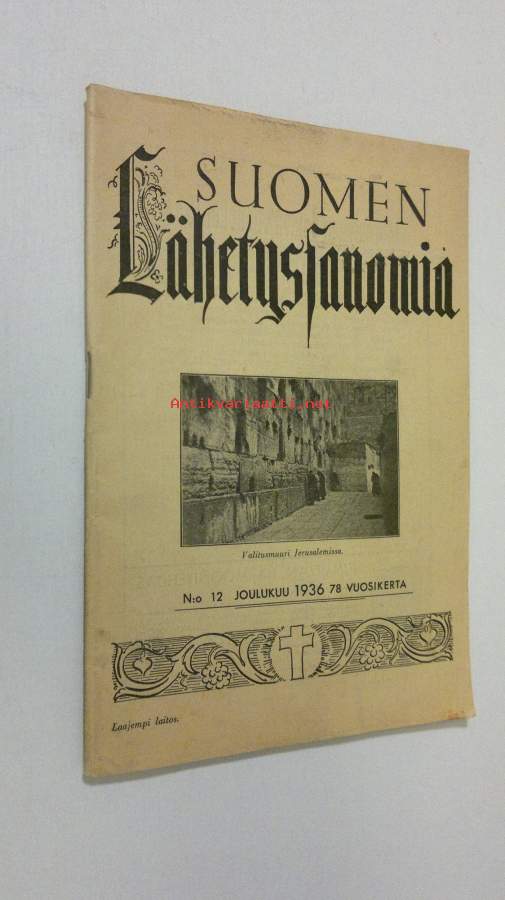 SUOMEN
Lähetyssanomia
Antikvariaatti.net
Valitusmuuri Jerusalemissa.
N:o 12 JOULUKUU 1936 78 VUOSIKERTA
Laajempi laitos.